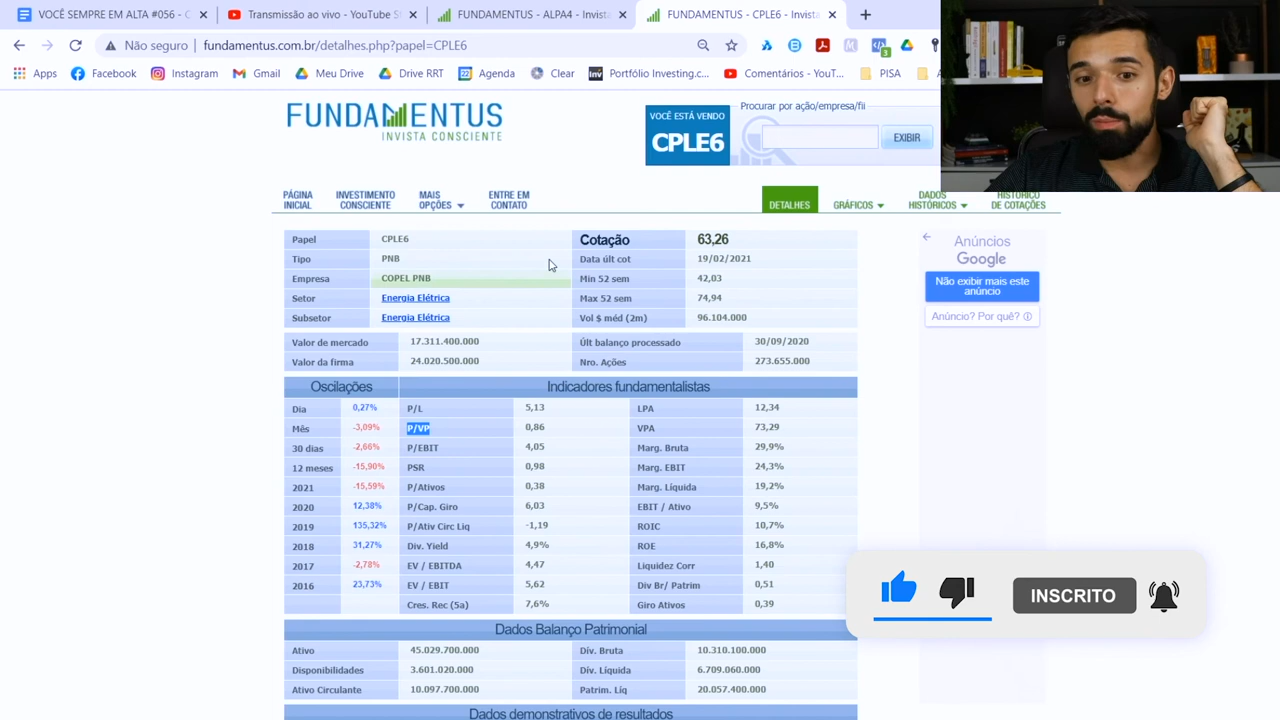 VOCÊ SEMPRE EM ALTA #056 - C
Transmissão ao vivo - YouTube St
FUNDAMENTUS - ALPA4 - Invista
FUNDAMENTUS - CPLE6 - Invista
Não seguro fundamentus.com.br/detalhes.php?papel=CPLE6
3
Apps Facebook Instagram Gmail Meu Drive Drive RRT 22 Agenda Clear Inv Portfólio Investing.c... Comentários - YouT... PISA
FUNDAMENTUS
INVISTA CONSCIENTE
VOCÊ ESTÁ VENDO
CPLE6
Procurar por ação/empresa/fii
EXIBIR
PÁGINA INICIAL
INVESTIMENTO CONSCIENTE
MAIS OPÇÕES
ENTRE EM CONTATO
DETALHES
GRÁFICOS
DADOS HISTÓRICOS
HISTÓRICO DE COTAÇÕES
Papel CPLE6 Cotação 63,26
Tipo PNB Data últ cot 19/02/2021
Empresa COPEL PNB Min 52 sem 42,03
Setor Energia Elétrica Max 52 sem 74,94
Subsetor Energia Elétrica Vol $ méd (2m) 96.104.000
Valor de mercado 17.311.400.000 Últ balanço processado 30/09/2020
Valor da firma 24.020.500.000 Nro. Ações 273.655.000
Oscilações Indicadores fundamentalistas
Dia 0,27% P/L 5,13 LPA 12,34
Mês -3,09% P/VP 0,86 VPA 73,29
30 dias -2,66% P/EBIT 4,05 Marg. Bruta 29,9%
12 meses -15,90% PSR 0,98 Marg. EBIT 24,3%
2021 -15,59% P/Ativos 0,38 Marg. Líquida 19,2%
2020 12,38% P/Cap. Giro 6,03 EBIT / Ativo 9,5%
2019 135,32% P/Ativ Circ Liq -1,19 ROIC 10,7%
2018 31,27% Div. Yield 4,9% ROE 16,8%
2017 -2,78% EV / EBITDA 4,47 Liquidez Corr 1,40
2016 23,73% EV / EBIT 5,62 Div Br/ Patrim 0,51
Cres. Rec (5a) 7,6% Giro Ativos 0,39
Dados Balanço Patrimonial
Ativo 45.029.700.000 Dív. Bruta 10.310.100.000
Disponibilidades 3.601.020.000 Dív. Líquida 6.709.060.000
Ativo Circulante 10.097.700.000 Patrim. Líq 20.057.400.000
Dados demonstrativos de resultados
Anúncios
Google
Não exibir mais este
anúncio
Anúncio? Por quê?
INSCRITO